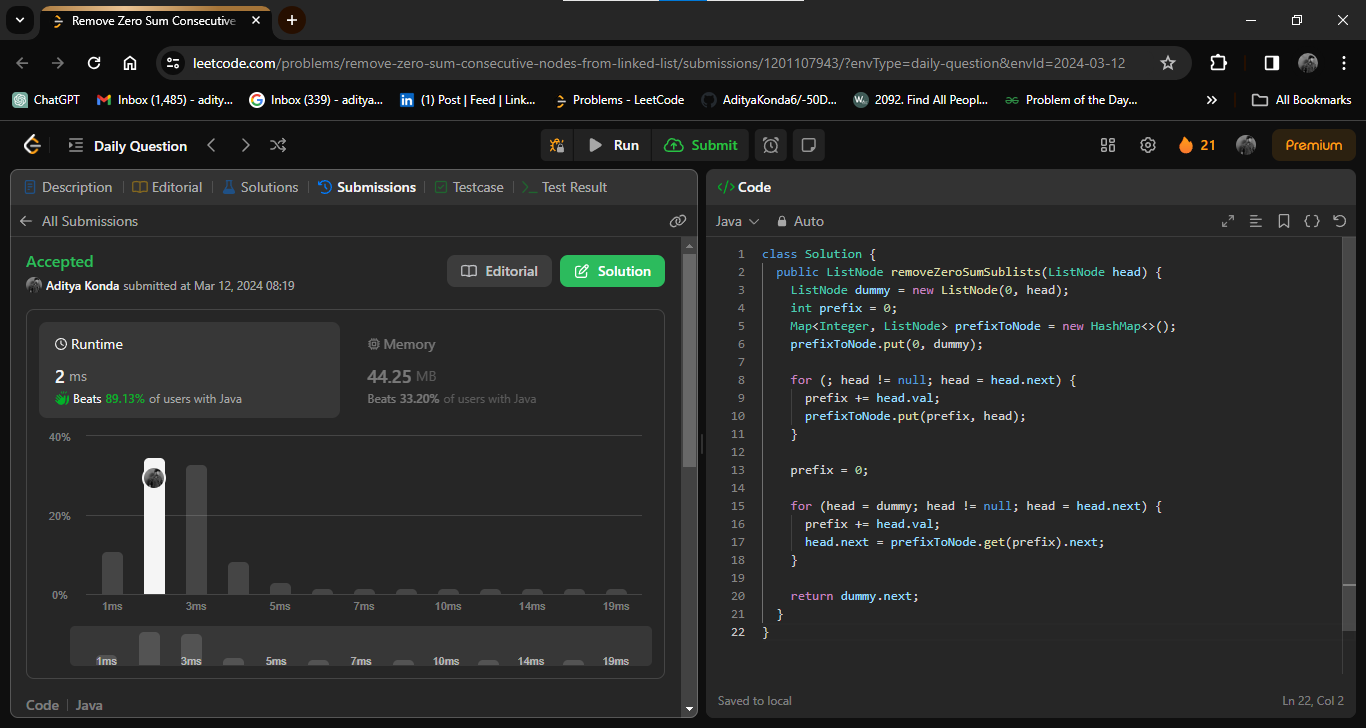 Remove Zero Sum Consecutive
leetcode.com/problems/remove-zero-sum-consecutive-nodes-from-linked-list/submissions/1201107943/?envType=daily-question&envId=2024-03-12
ChatGPT Inbox (1,485) - adity... Inbox (339) - aditya... (1) Post | Feed | Link... Problems - LeetCode AdityaKonda6/-50D... 2092. Find All Peopl... Problem of the Day... » All Bookmarks
Daily Question Run Submit 21 Premium
Description | Editorial | Solutions | Submissions | Testcase | Test Result
All Submissions
Accepted
Aditya Konda submitted at Mar 12, 2024 08:19
Editorial Solution
Runtime
2 ms
Beats 89.13% of users with Java
Memory
44.25 MB
Beats 33.20% of users with Java
40%
20%
0%
1ms 3ms 5ms 7ms 10ms 14ms 19ms
1ms 3ms 5ms 7ms 10ms 14ms 19ms
Code | Java
</> Code
Java Auto
1 class Solution {
2 public ListNode removeZeroSumSublists(ListNode head) {
3 ListNode dummy = new ListNode(0, head);
4 int prefix = 0;
5 Map<Integer, ListNode> prefixToNode = new HashMap<>();
6 prefixToNode.put(0, dummy);
7
8 for (; head != null; head = head.next) {
9 prefix += head.val;
10 prefixToNode.put(prefix, head);
11 }
12
13 prefix = 0;
14
15 for (head = dummy; head != null; head = head.next) {
16 prefix += head.val;
17 head.next = prefixToNode.get(prefix).next;
18 }
19
20 return dummy.next;
21 }
22 }
Saved to local Ln 22, Col 2